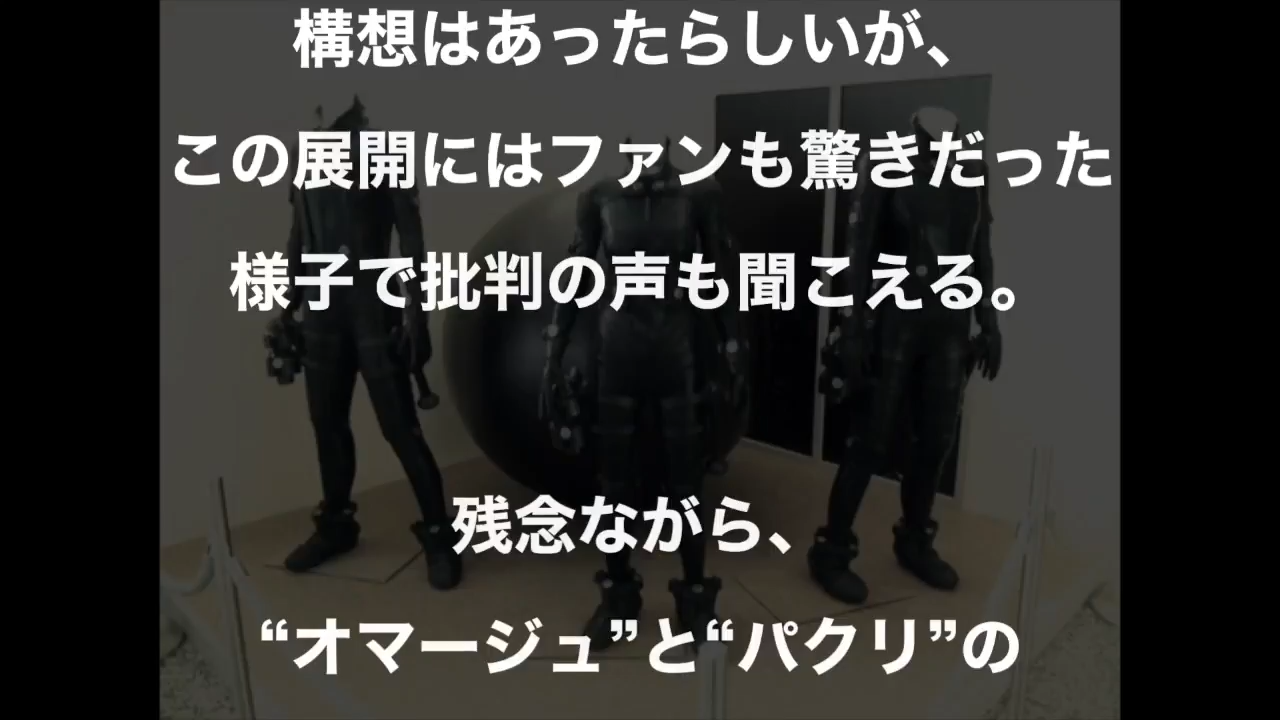 構想はあったらしいが、
この展開にはファンも驚きだった
様子で批判の声も聞こえる。
残念ながら、
“オマージュ”と“パクリ”の